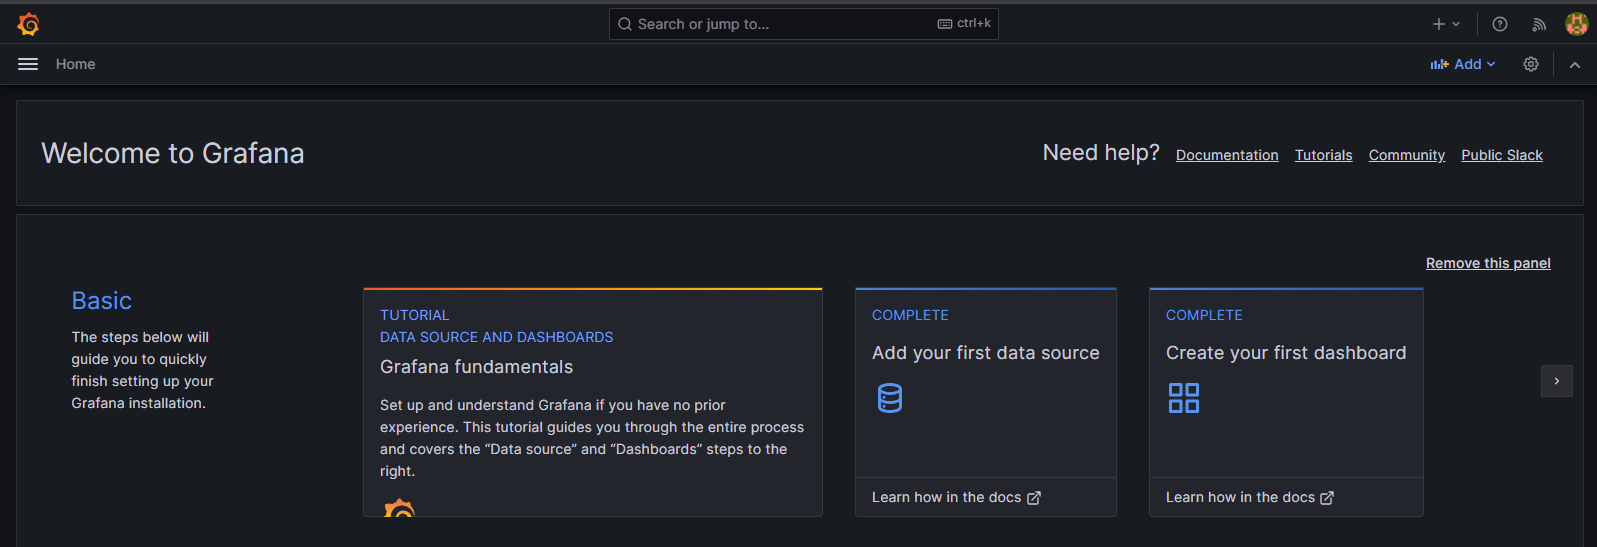 Search or jump to...
ctrl+k
Home
Add
Welcome to Grafana
Need help?
Documentation
Tutorials
Community
Public Slack
Remove this panel
Basic
The steps below will
guide you to quickly
finish setting up your
Grafana installation.
TUTORIAL
DATA SOURCE AND DASHBOARDS
Grafana fundamentals
Set up and understand Grafana if you have no prior
experience. This tutorial guides you through the entire process
and covers the “Data source” and “Dashboards” steps to the
right.
COMPLETE
Add your first data source
Learn how in the docs
COMPLETE
Create your first dashboard
Learn how in the docs